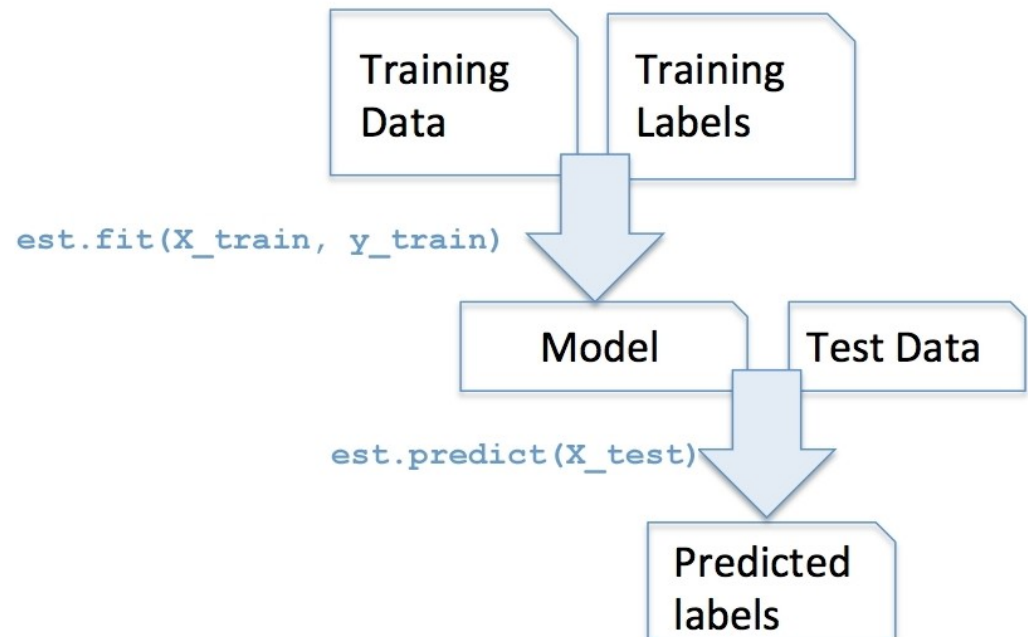 Training
Data
Training
Labels
est.fit(X_train, y_train)
Model
Test Data
est.predict(X_test)
Predicted
labels